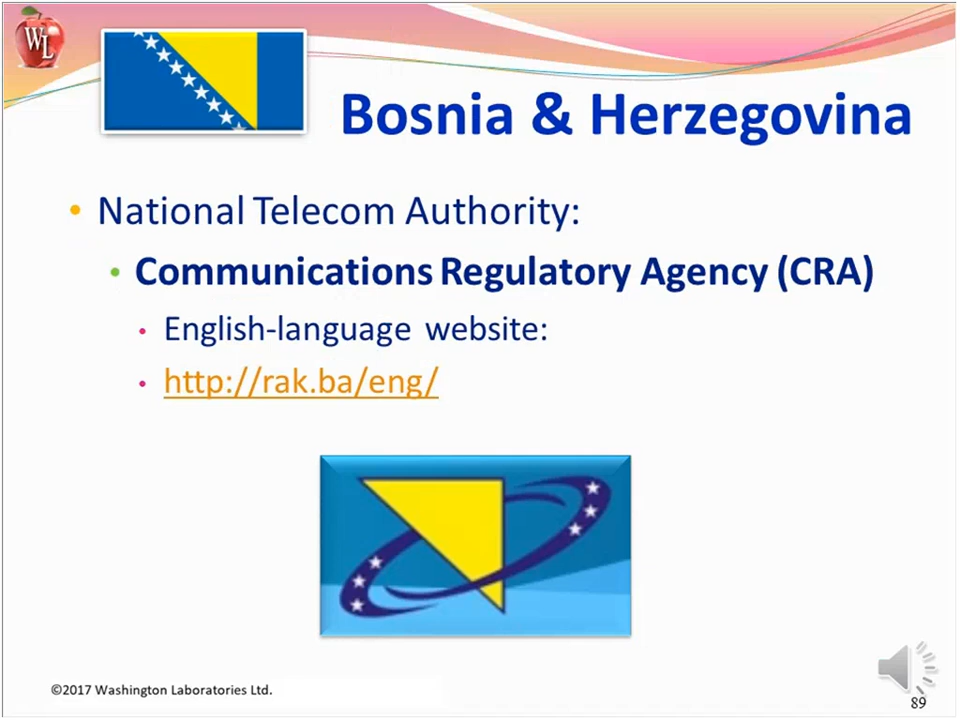 WL
Bosnia & Herzegovina
• National Telecom Authority:
• Communications Regulatory Agency (CRA)
• English-language website:
• http://rak.ba/eng/
©2017 Washington Laboratories Ltd.
89